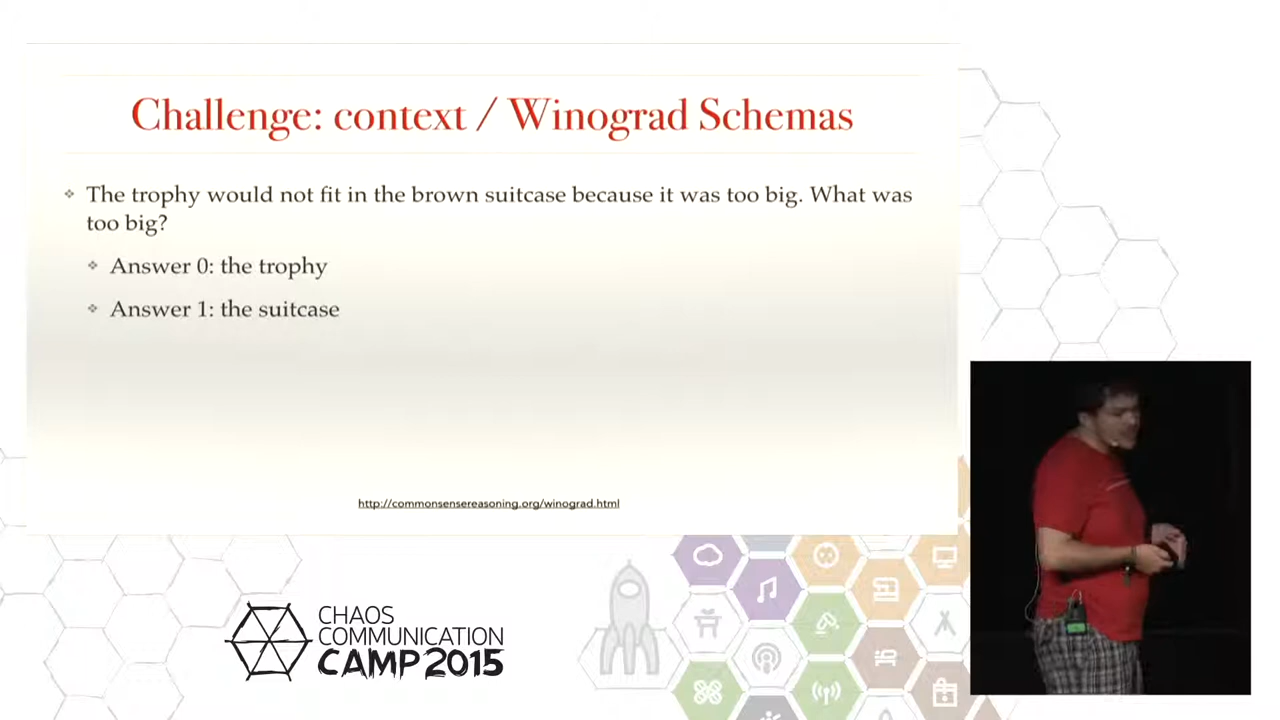 Challenge: context / Winograd Schemas
The trophy would not fit in the brown suitcase because it was too big. What was
too big?
Answer 0: the trophy
Answer 1: the suitcase
http://commonsensereasoning.org/winograd.html
CHAOS
COMMUNICATION
CAMP 2015